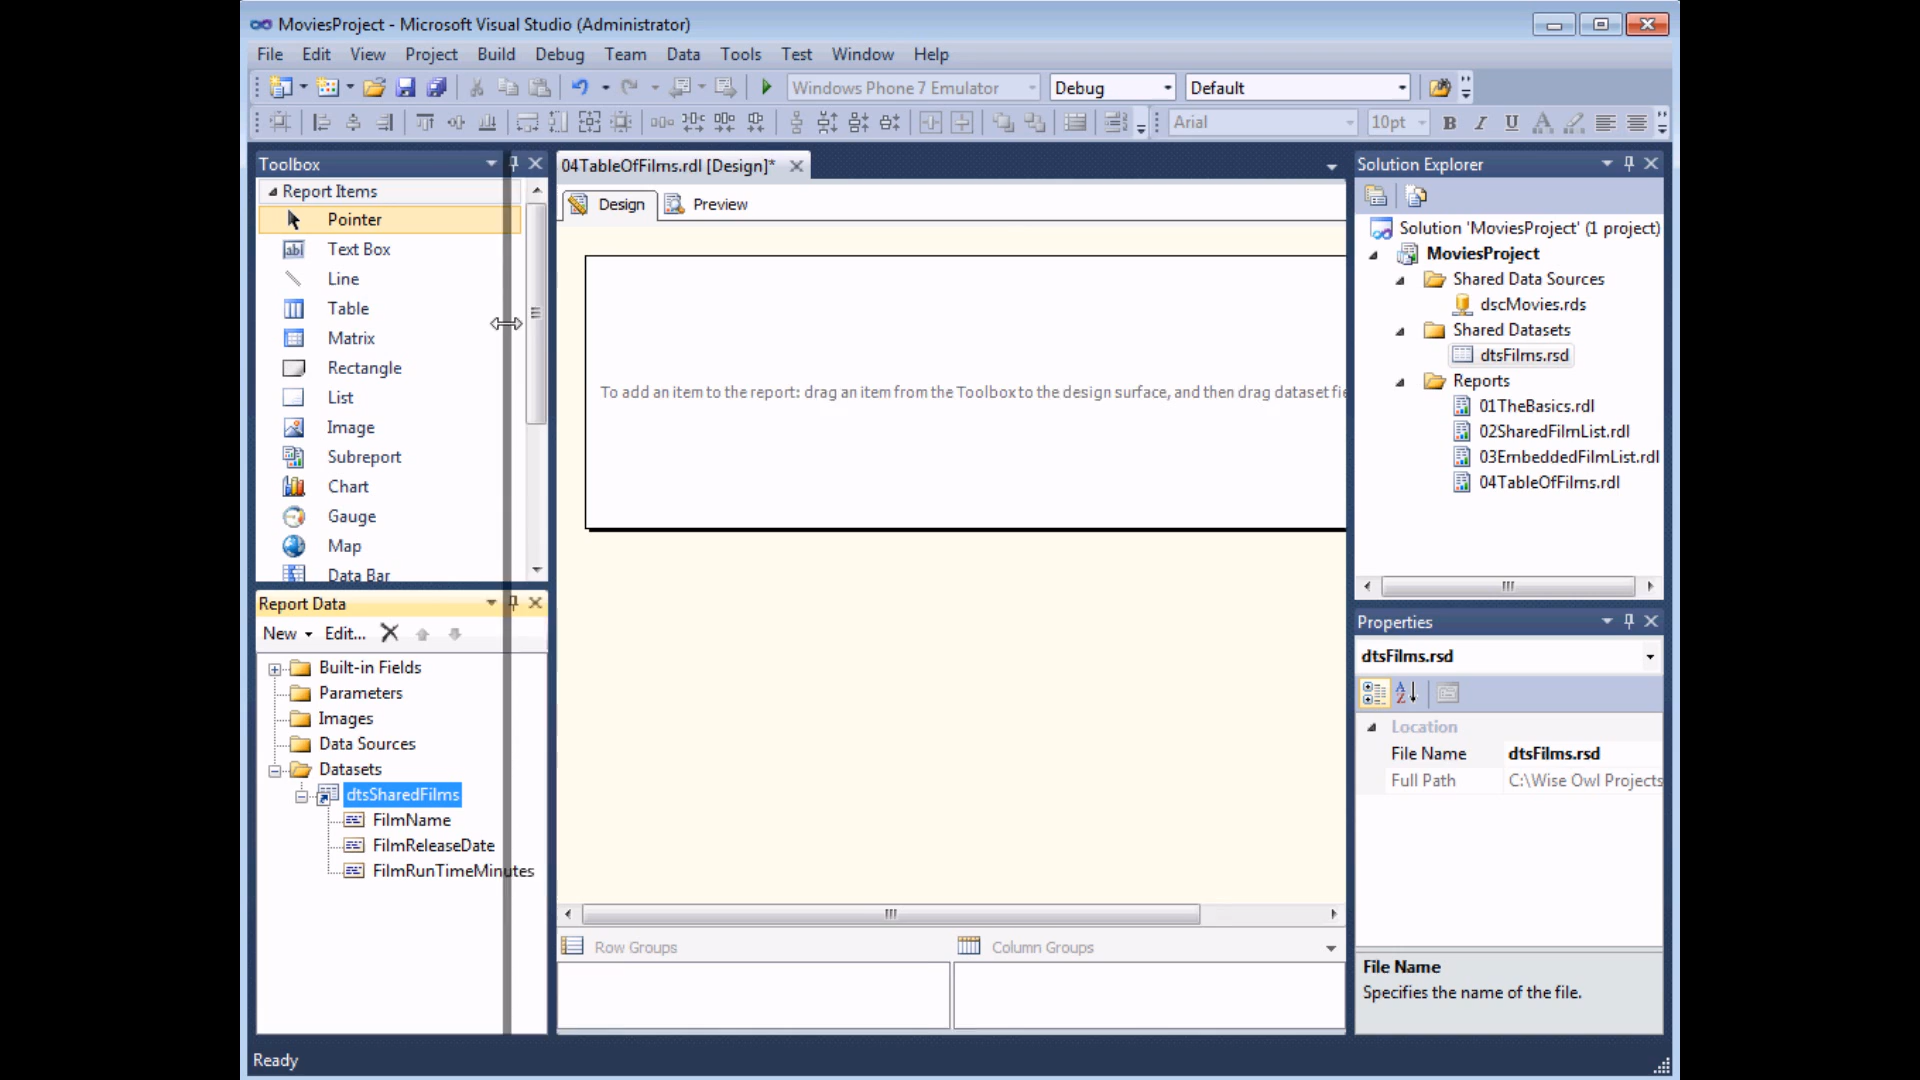 MoviesProject - Microsoft Visual Studio (Administrator)
File Edit View Project Build Debug Team Data Tools Test Window Help
Windows Phone 7 Emulator Debug Default
Arial 10pt B I U A
Toolbox
Report Items
Pointer
Text Box
Line
Table
Matrix
Rectangle
List
Image
Subreport
Chart
Gauge
Map
Data Bar
Report Data
New Edit...
Built-in Fields
Parameters
Images
Data Sources
Datasets
dtsSharedFilms
FilmName
FilmReleaseDate
FilmRunTimeMinutes
04TableOfFilms.rdl [Design]*
Design Preview
To add an item to the report: drag an item from the Toolbox to the design surface, and then drag dataset fie
Row Groups Column Groups
Solution Explorer
Solution 'MoviesProject' (1 project)
MoviesProject
Shared Data Sources
dscMovies.rds
Shared Datasets
dtsFilms.rsd
Reports
01TheBasics.rdl
02SharedFilmList.rdl
03EmbeddedFilmList.rdl
04TableOfFilms.rdl
Properties
dtsFilms.rsd
Location
File Name dtsFilms.rsd
Full Path C:\Wise Owl Projects
File Name
Specifies the name of the file.
Ready